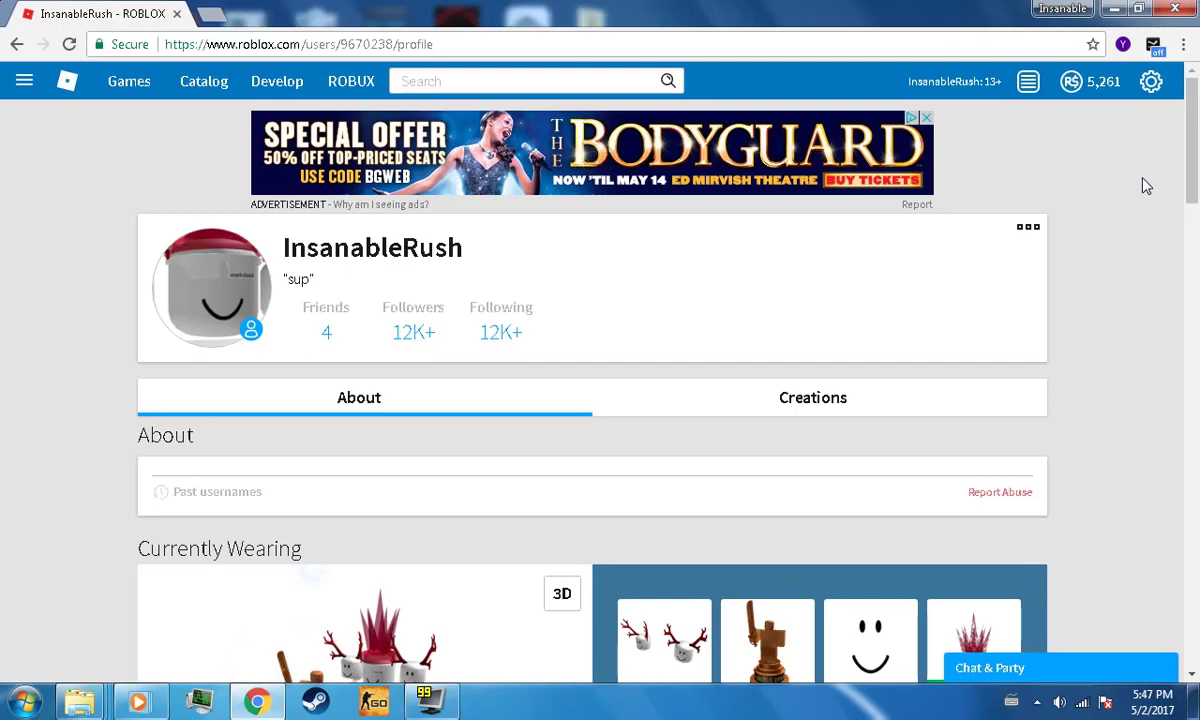 InsanableRush - ROBLOX
Insanable
Secure https://www.roblox.com/users/9670238/profile
Y
off
Games Catalog Develop ROBUX Search InsanableRush: 13+ R$ 5,261
SPECIAL OFFER
50% OFF TOP-PRICED SEATS
USE CODE BGWEB
THE BODYGUARD
NOW 'TIL MAY 14 ED MIRVISH THEATRE BUY TICKETS
ADVERTISEMENT - Why am I seeing ads? Report
InsanableRush
"sup"
Friends Followers Following
4 12K+ 12K+
About Creations
About
Past usernames Report Abuse
Currently Wearing
3D
Chat & Party
GO
99
5:47 PM
5/2/2017